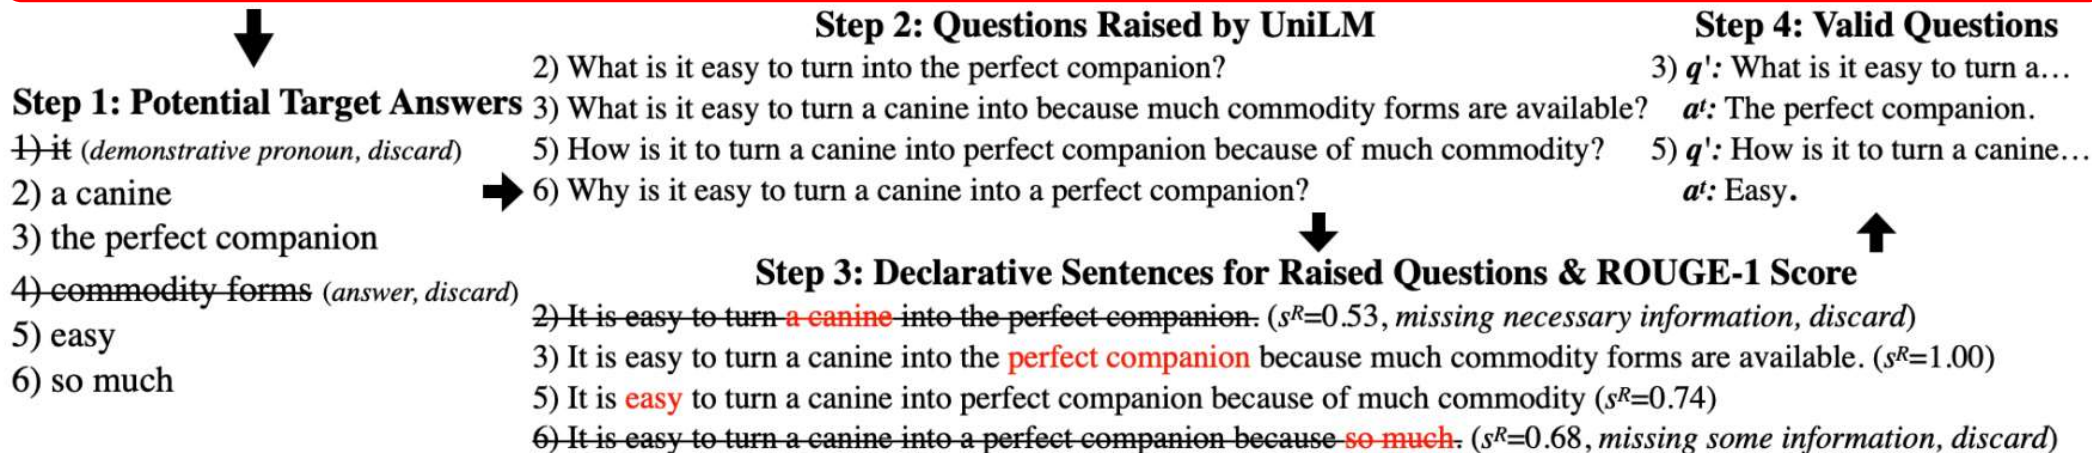 Step 1: Potential Target Answers
1) it (demonstrative pronoun, discard)
2) a canine
3) the perfect companion
4) commodity forms (answer, discard)
5) easy
6) so much
Step 2: Questions Raised by UniLM
2) What is it easy to turn into the perfect companion?
3) What is it easy to turn a canine into because much commodity forms are available?
5) How is it to turn a canine into perfect companion because of much commodity?
6) Why is it easy to turn a canine into a perfect companion?
Step 3: Declarative Sentences for Raised Questions & ROUGE-1 Score
2) It is easy to turn a canine into the perfect companion. (sᴿ=0.53, missing necessary information, discard)
3) It is easy to turn a canine into the perfect companion because much commodity forms are available. (sᴿ=1.00)
5) It is easy to turn a canine into perfect companion because of much commodity (sᴿ=0.74)
6) It is easy to turn a canine into a perfect companion because so much. (sᴿ=0.68, missing some information, discard)
Step 4: Valid Questions
3) q': What is it easy to turn a…
aᵗ: The perfect companion.
5) q': How is it to turn a canine…
aᵗ: Easy.